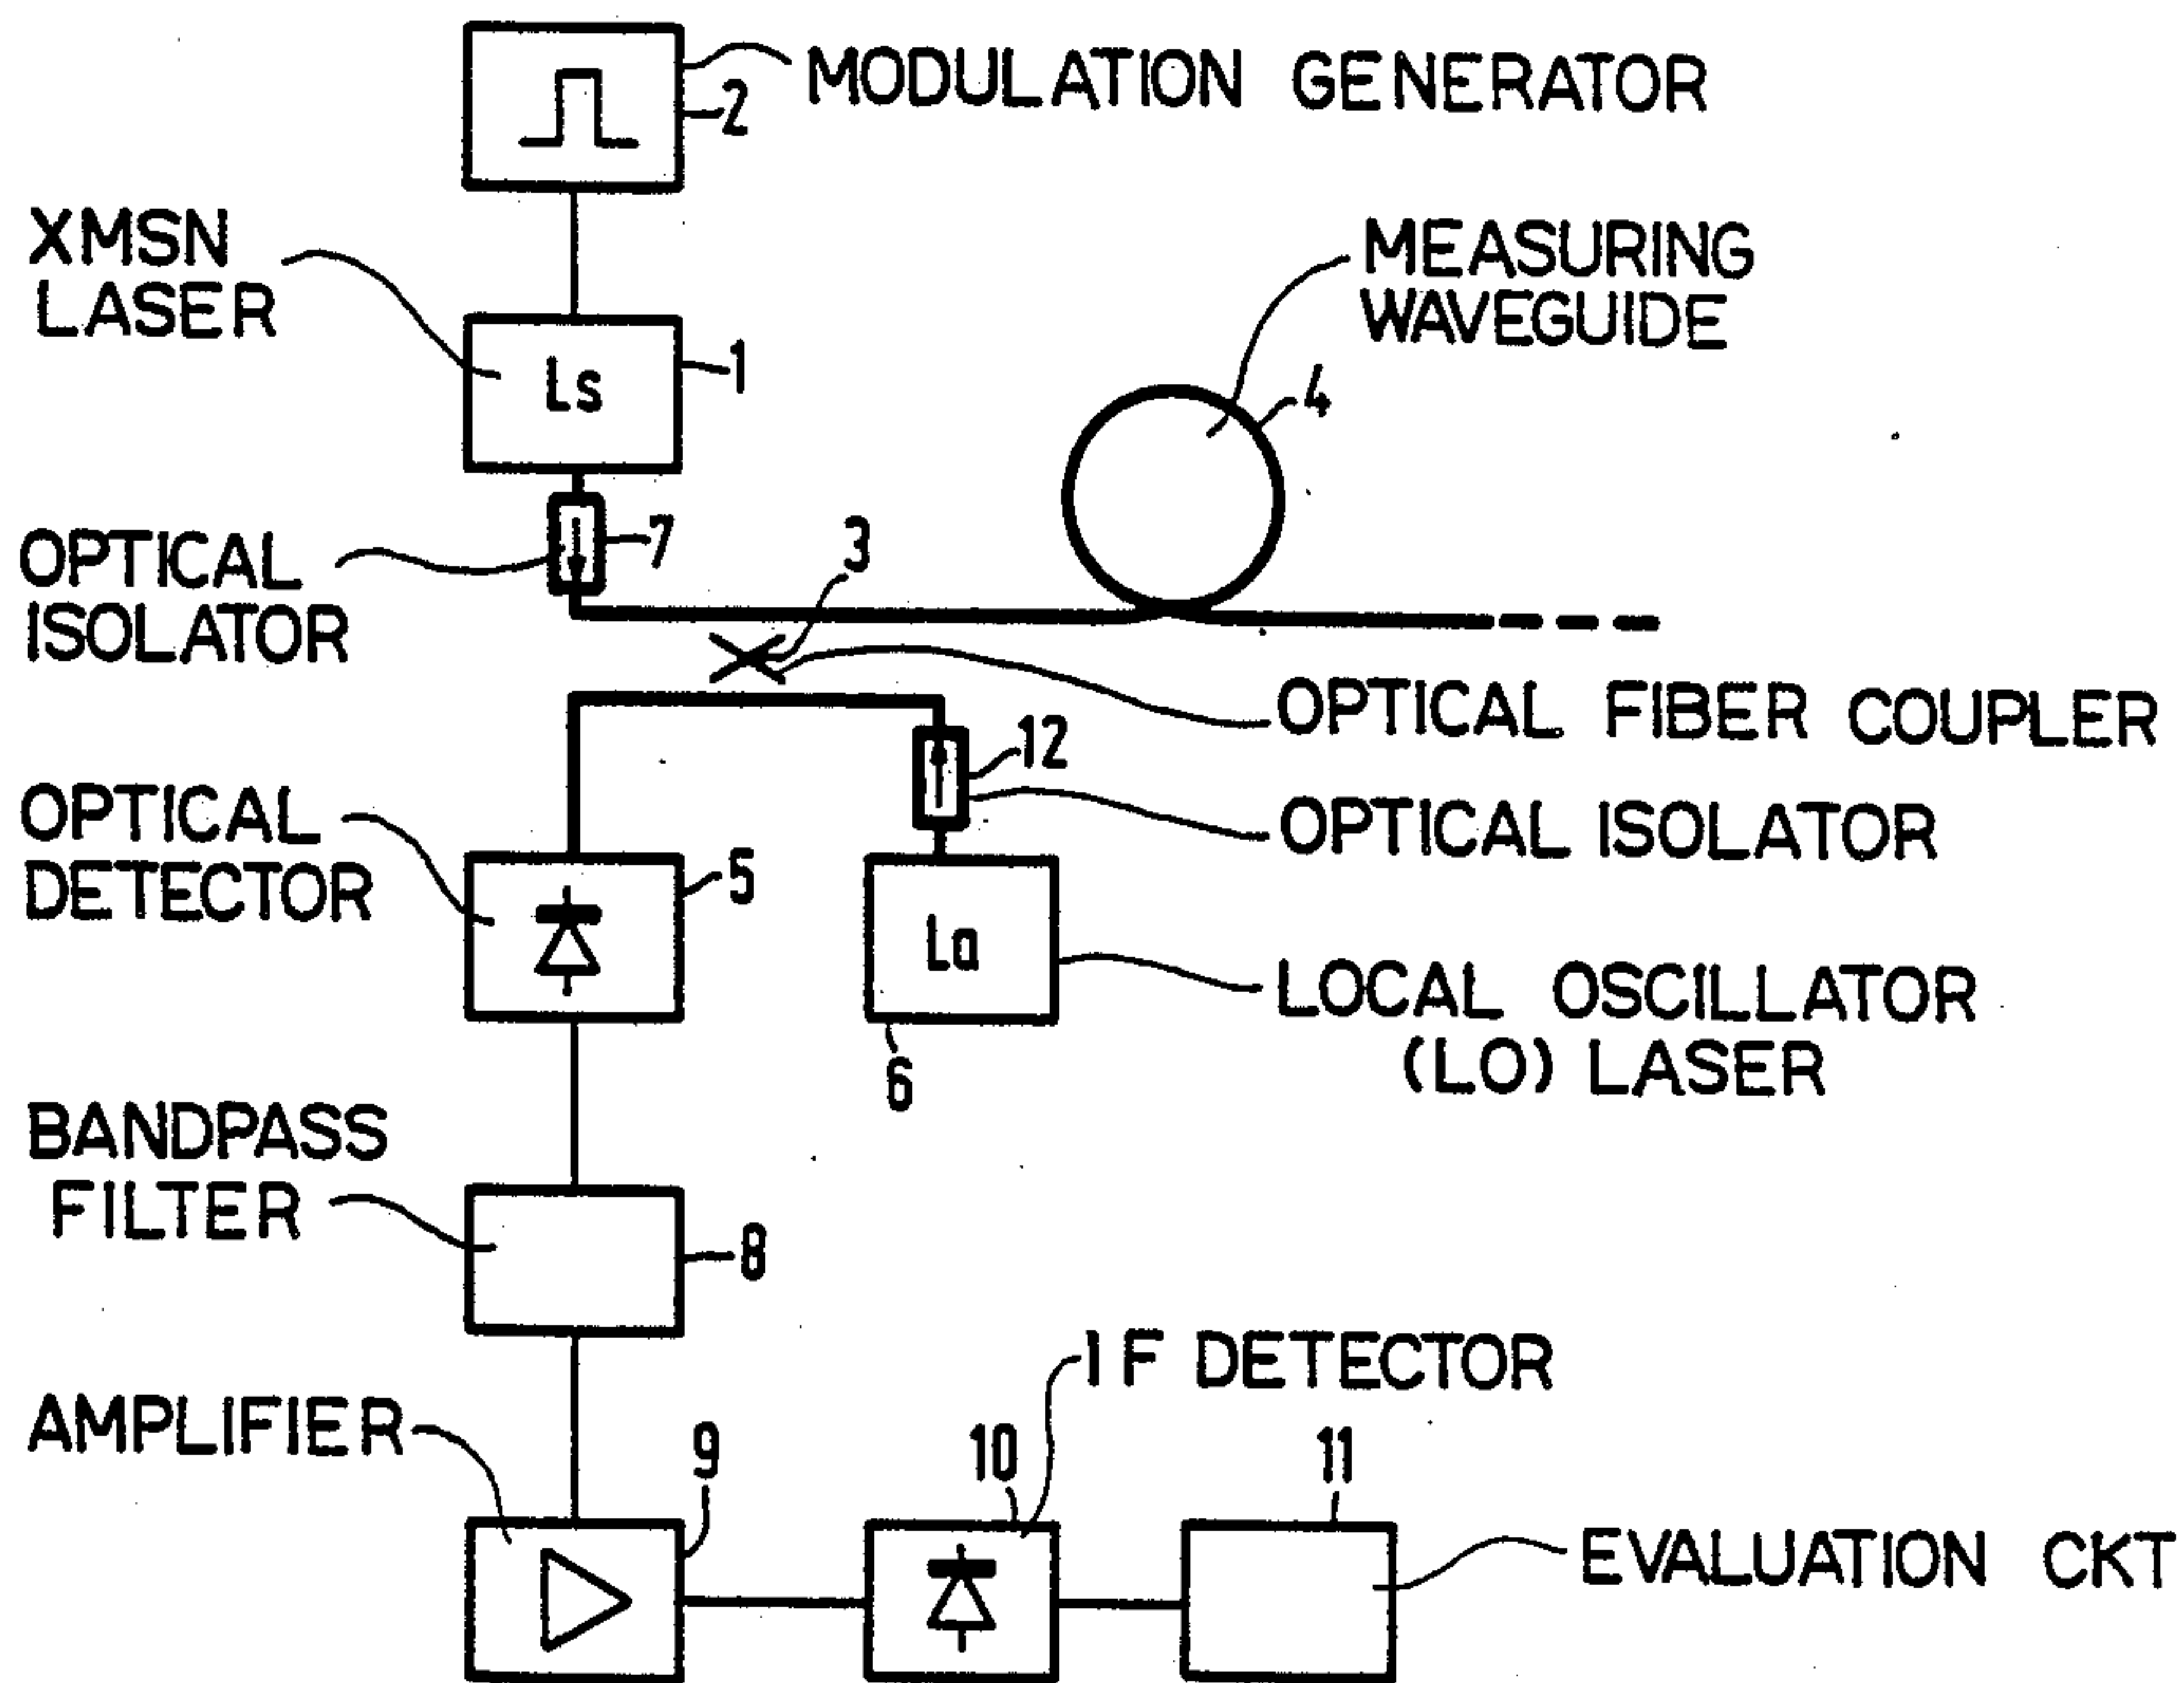 MODULATION GENERATOR
2
XMSN
LASER
Ls
1
MEASURING
WAVEGUIDE
4
OPTICAL
ISOLATOR
7
3
OPTICAL FIBER COUPLER
12
OPTICAL ISOLATOR
OPTICAL
DETECTOR
5
La
LOCAL OSCILLATOR
(LO) LASER
6
BANDPASS
FILTER
8
IF DETECTOR
AMPLIFIER
9
10
11
EVALUATION CKT